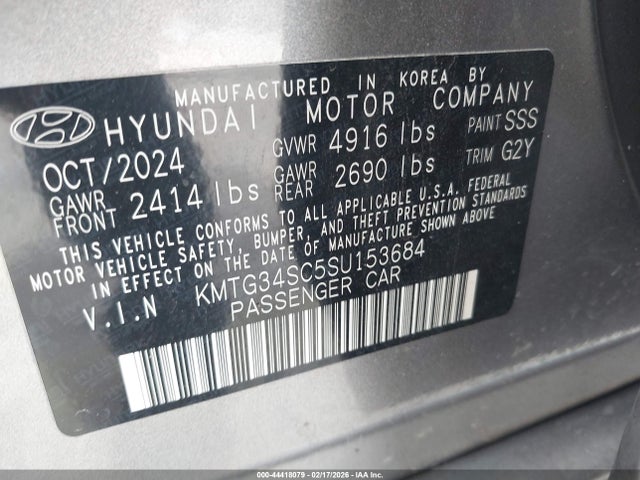 MANUFACTURED IN KOREA BY
HYUNDAI MOTOR COMPANY
OCT/2024 GVWR 4916 lbs PAINT SSS
GAWR FRONT 2414 lbs GAWR REAR 2690 lbs TRIM G2Y
THIS VEHICLE CONFORMS TO ALL APPLICABLE U.S.A. FEDERAL
MOTOR VEHICLE SAFETY, BUMPER, AND THEFT PREVENTION STANDARDS
IN EFFECT ON THE DATE OF MANUFACTURE SHOWN ABOVE
V.I.N KMTG34SC5SU153684
PASSENGER CAR
000-44418079 - 02/17/2026 - IAAI.COM